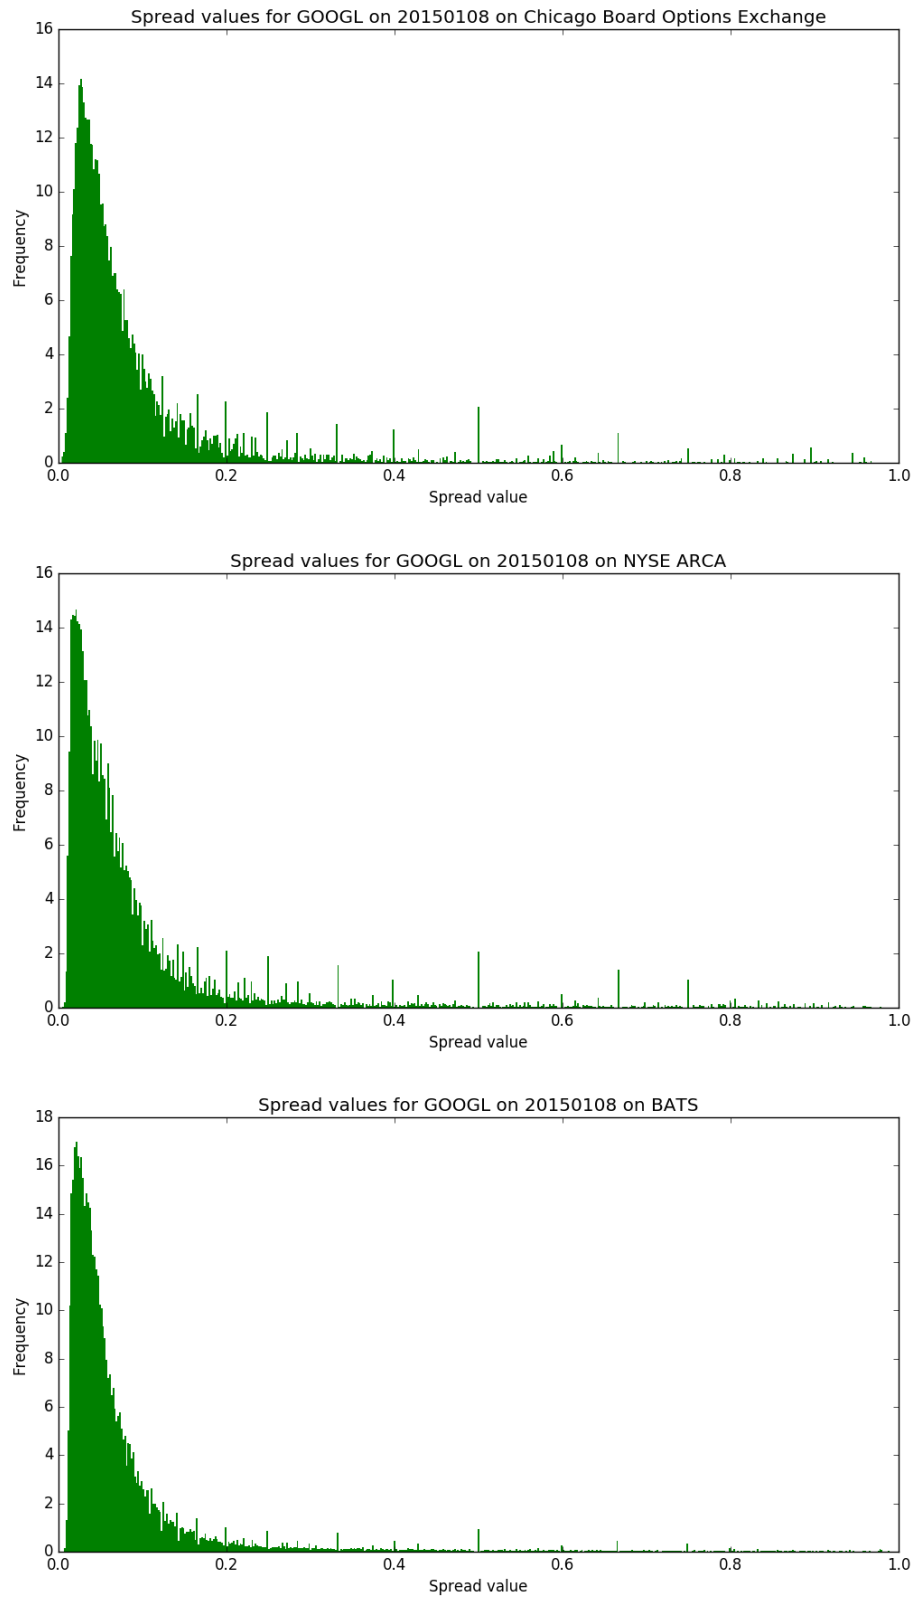 Spread values for GOOGL on 20150108 on Chicago Board Options Exchange
16
14
12
10
8
6
4
2
0
Frequency
0.0 0.2 0.4 0.6 0.8 1.0
Spread value
Spread values for GOOGL on 20150108 on NYSE ARCA
16
14
12
10
8
6
4
2
0
Frequency
0.0 0.2 0.4 0.6 0.8 1.0
Spread value
Spread values for GOOGL on 20150108 on BATS
18
16
14
12
10
8
6
4
2
0
Frequency
0.0 0.2 0.4 0.6 0.8 1.0
Spread value